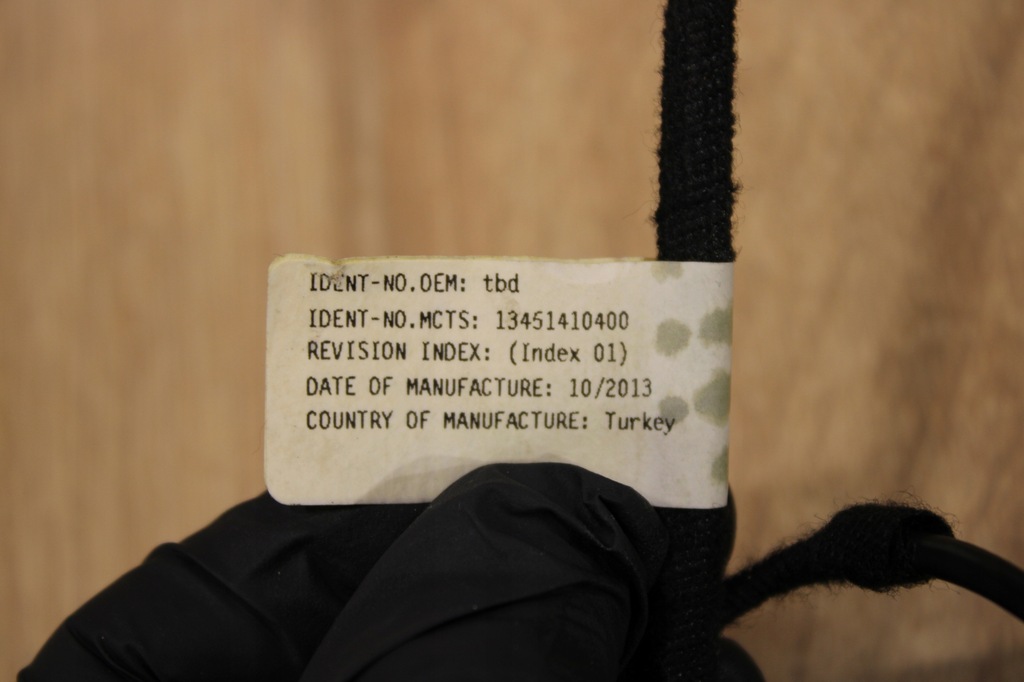 IDENT-NO.OEM: tbd
IDENT-NO.MCTS: 13451410400
REVISION INDEX: (Index 01)
DATE OF MANUFACTURE: 10/2013
COUNTRY OF MANUFACTURE: Turkey